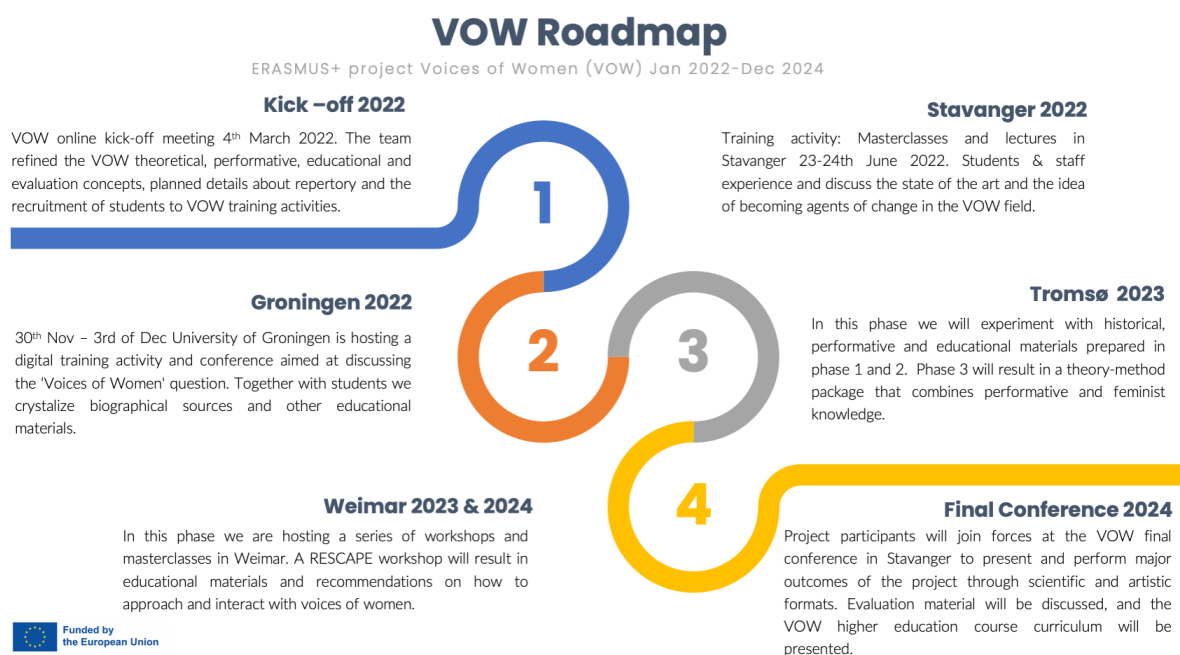 VOW Roadmap
ERASMUS+ project Voices of Women (VOW) Jan 2022-Dec 2024
Kick –off 2022
VOW online kick-off meeting 4th March 2022. The team
refined the VOW theoretical, performative, educational and
evaluation concepts, planned details about repertory and the
recruitment of students to VOW training activities.
Stavanger 2022
Training activity: Masterclasses and lectures in
Stavanger 23-24th June 2022. Students & staff
experience and discuss the state of the art and the idea
of becoming agents of change in the VOW field.
1
Groningen 2022
30th Nov – 3rd of Dec University of Groningen is hosting a
digital training activity and conference aimed at discussing
the 'Voices of Women' question. Together with students we
crystalize biographical sources and other educational
materials.
2
3
Tromsø 2023
In this phase we will experiment with historical,
performative and educational materials prepared in
phase 1 and 2. Phase 3 will result in a theory-method
package that combines performative and feminist
knowledge.
Weimar 2023 & 2024
In this phase we are hosting a series of workshops and
masterclasses in Weimar. A RESCAPE workshop will result in
educational materials and recommendations on how to
approach and interact with voices of women.
4
Final Conference 2024
Project participants will join forces at the VOW final
conference in Stavanger to present and perform major
outcomes of the project through scientific and artistic
formats. Evaluation material will be discussed, and the
VOW higher education course curriculum will be
presented.
Funded by
the European Union